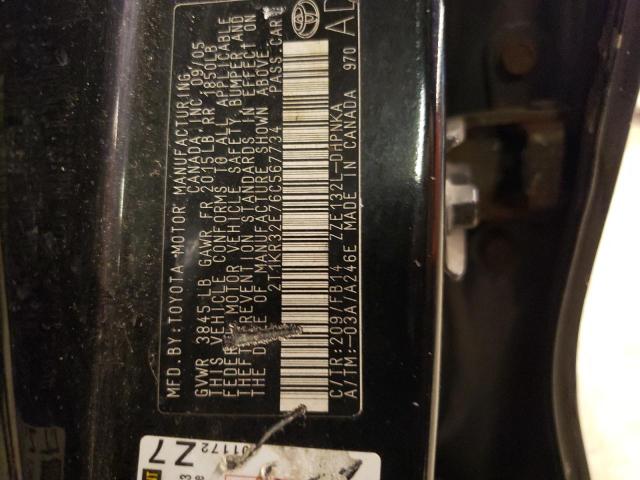 MFD.BY:TOYOTA MOTOR MANUFACTURING
CANADA, INC. 09/05
GVWR 3845 LB GAWR FR 2015 LB RR 1850LB
THIS VEHICLE CONFORMS TO ALL APPLICABLE
FEDERAL MOTOR VEHICLE SAFETY, BUMPER AND
THEFT PREVENTION STANDARDS IN EFFECT ON
THE DATE OF MANUFACTURE SHOWN ABOVE.
2T1KR32E76C567734 PASS.CAR
C/TR:209/FB14 ZZE132L-DHPNKA
A/TM:-03A/A246E MADE IN CANADA 970
TOYOTA
Z7